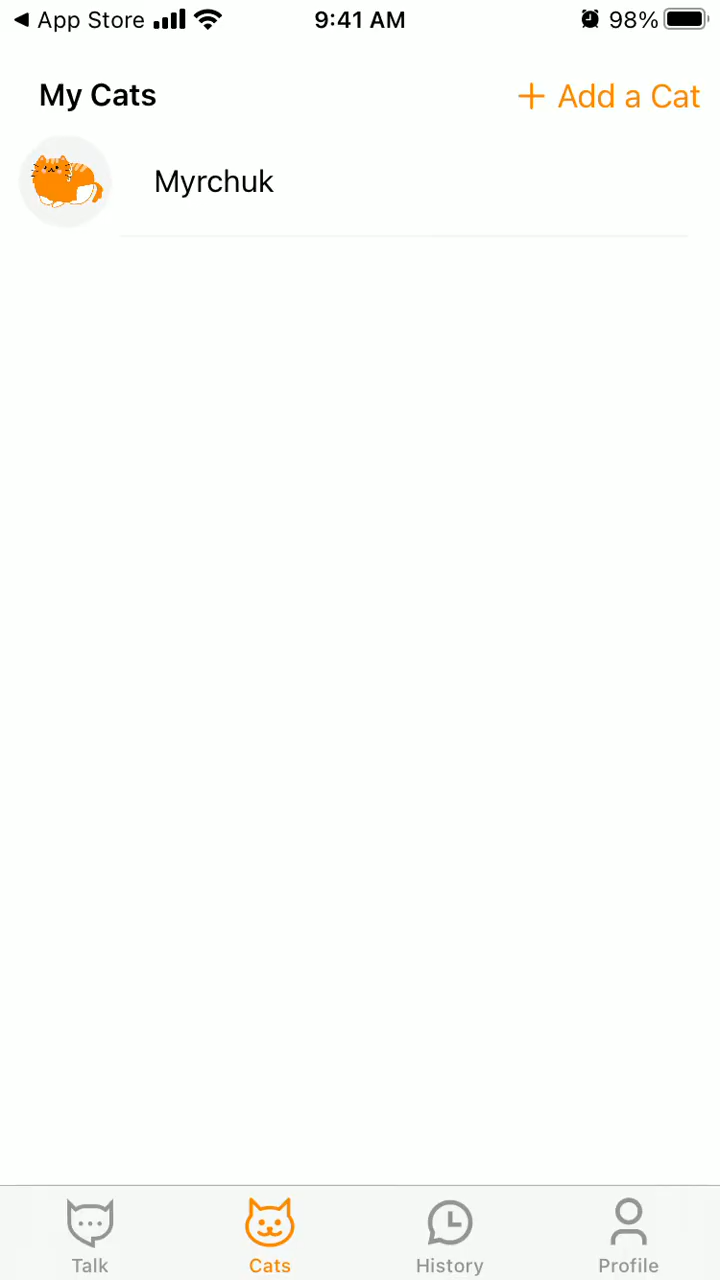 App Store 9:41 AM 98%
My Cats + Add a Cat
Myrchuk
Talk Cats History Profile